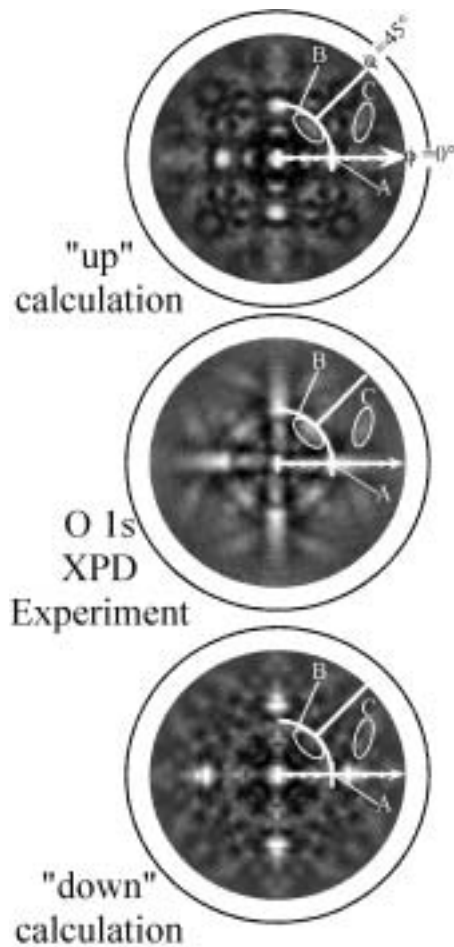 B
φ =45°
C
φ =0°
A
"up"
calculation
B
C
A
O 1s
XPD
Experiment
B
C
A
"down"
calculation